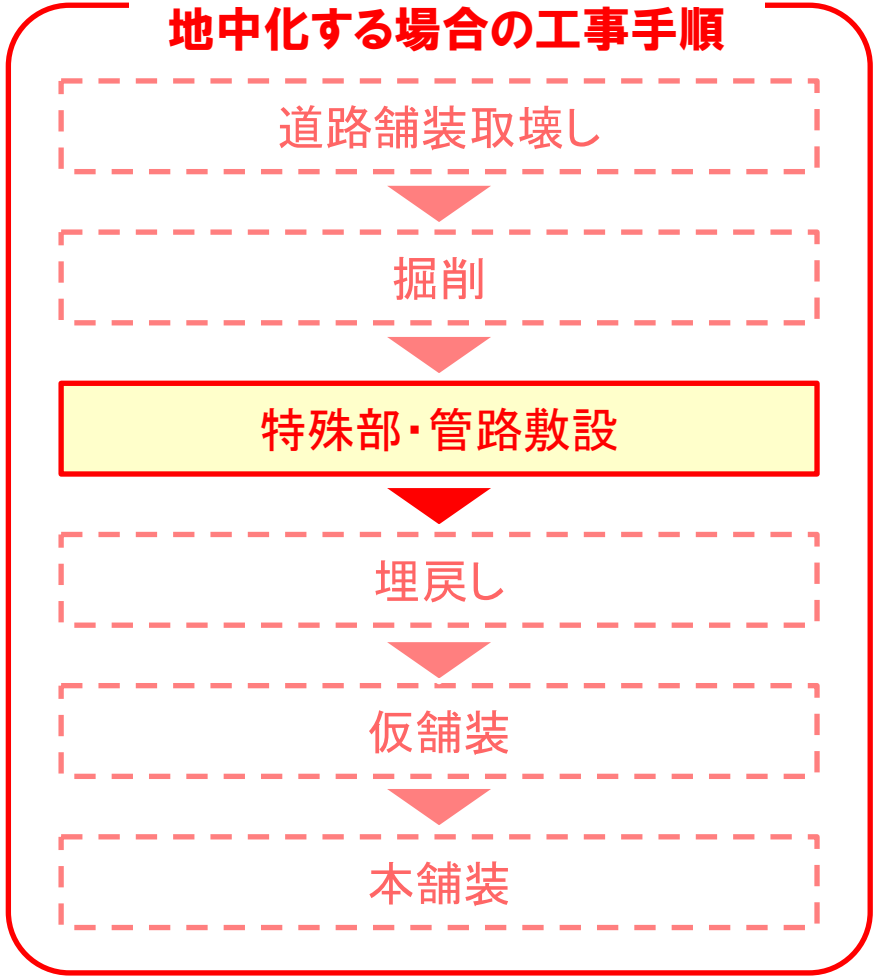 地中化する場合の工事手順
道路舗装取壊し
掘削
特殊部・管路敷設
埋戻し
仮舗装
本舗装